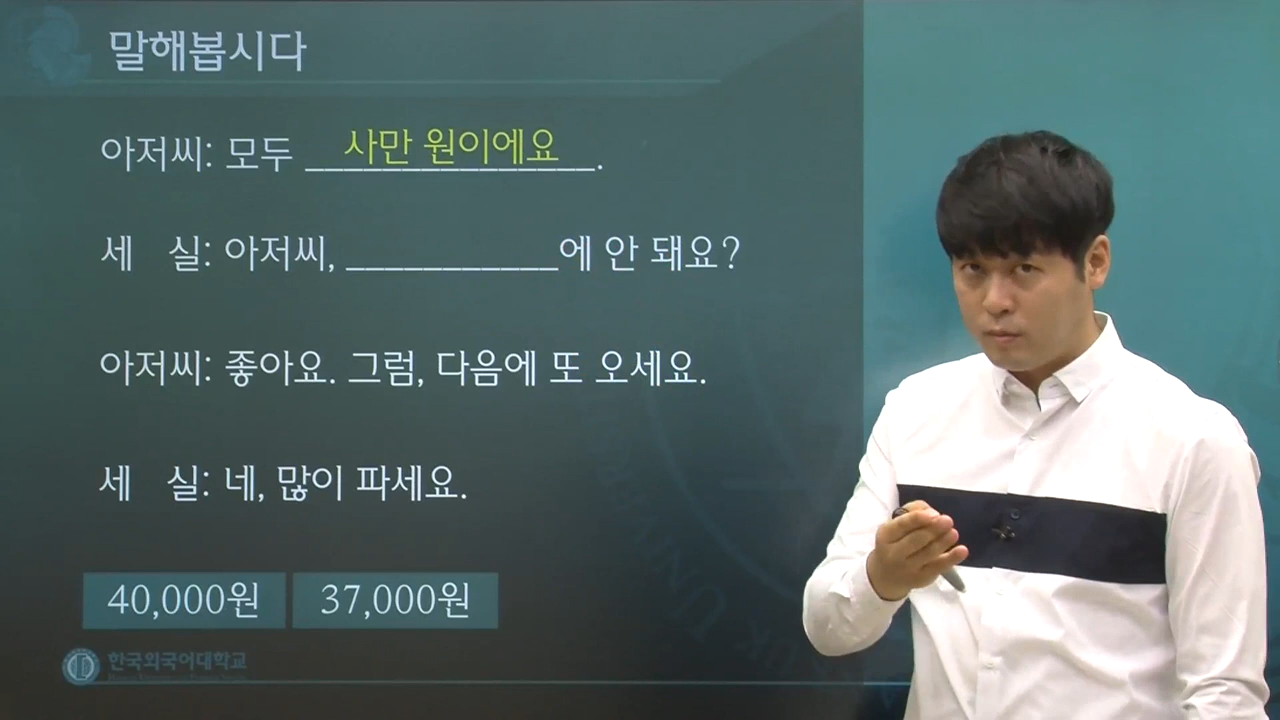 말해봅시다
아저씨: 모두 사만 원이에요.
세 실: 아저씨, ___________에 안 돼요?
아저씨: 좋아요. 그럼, 다음에 또 오세요.
세 실: 네, 많이 파세요.
40,000원 37,000원
한국외국어대학교